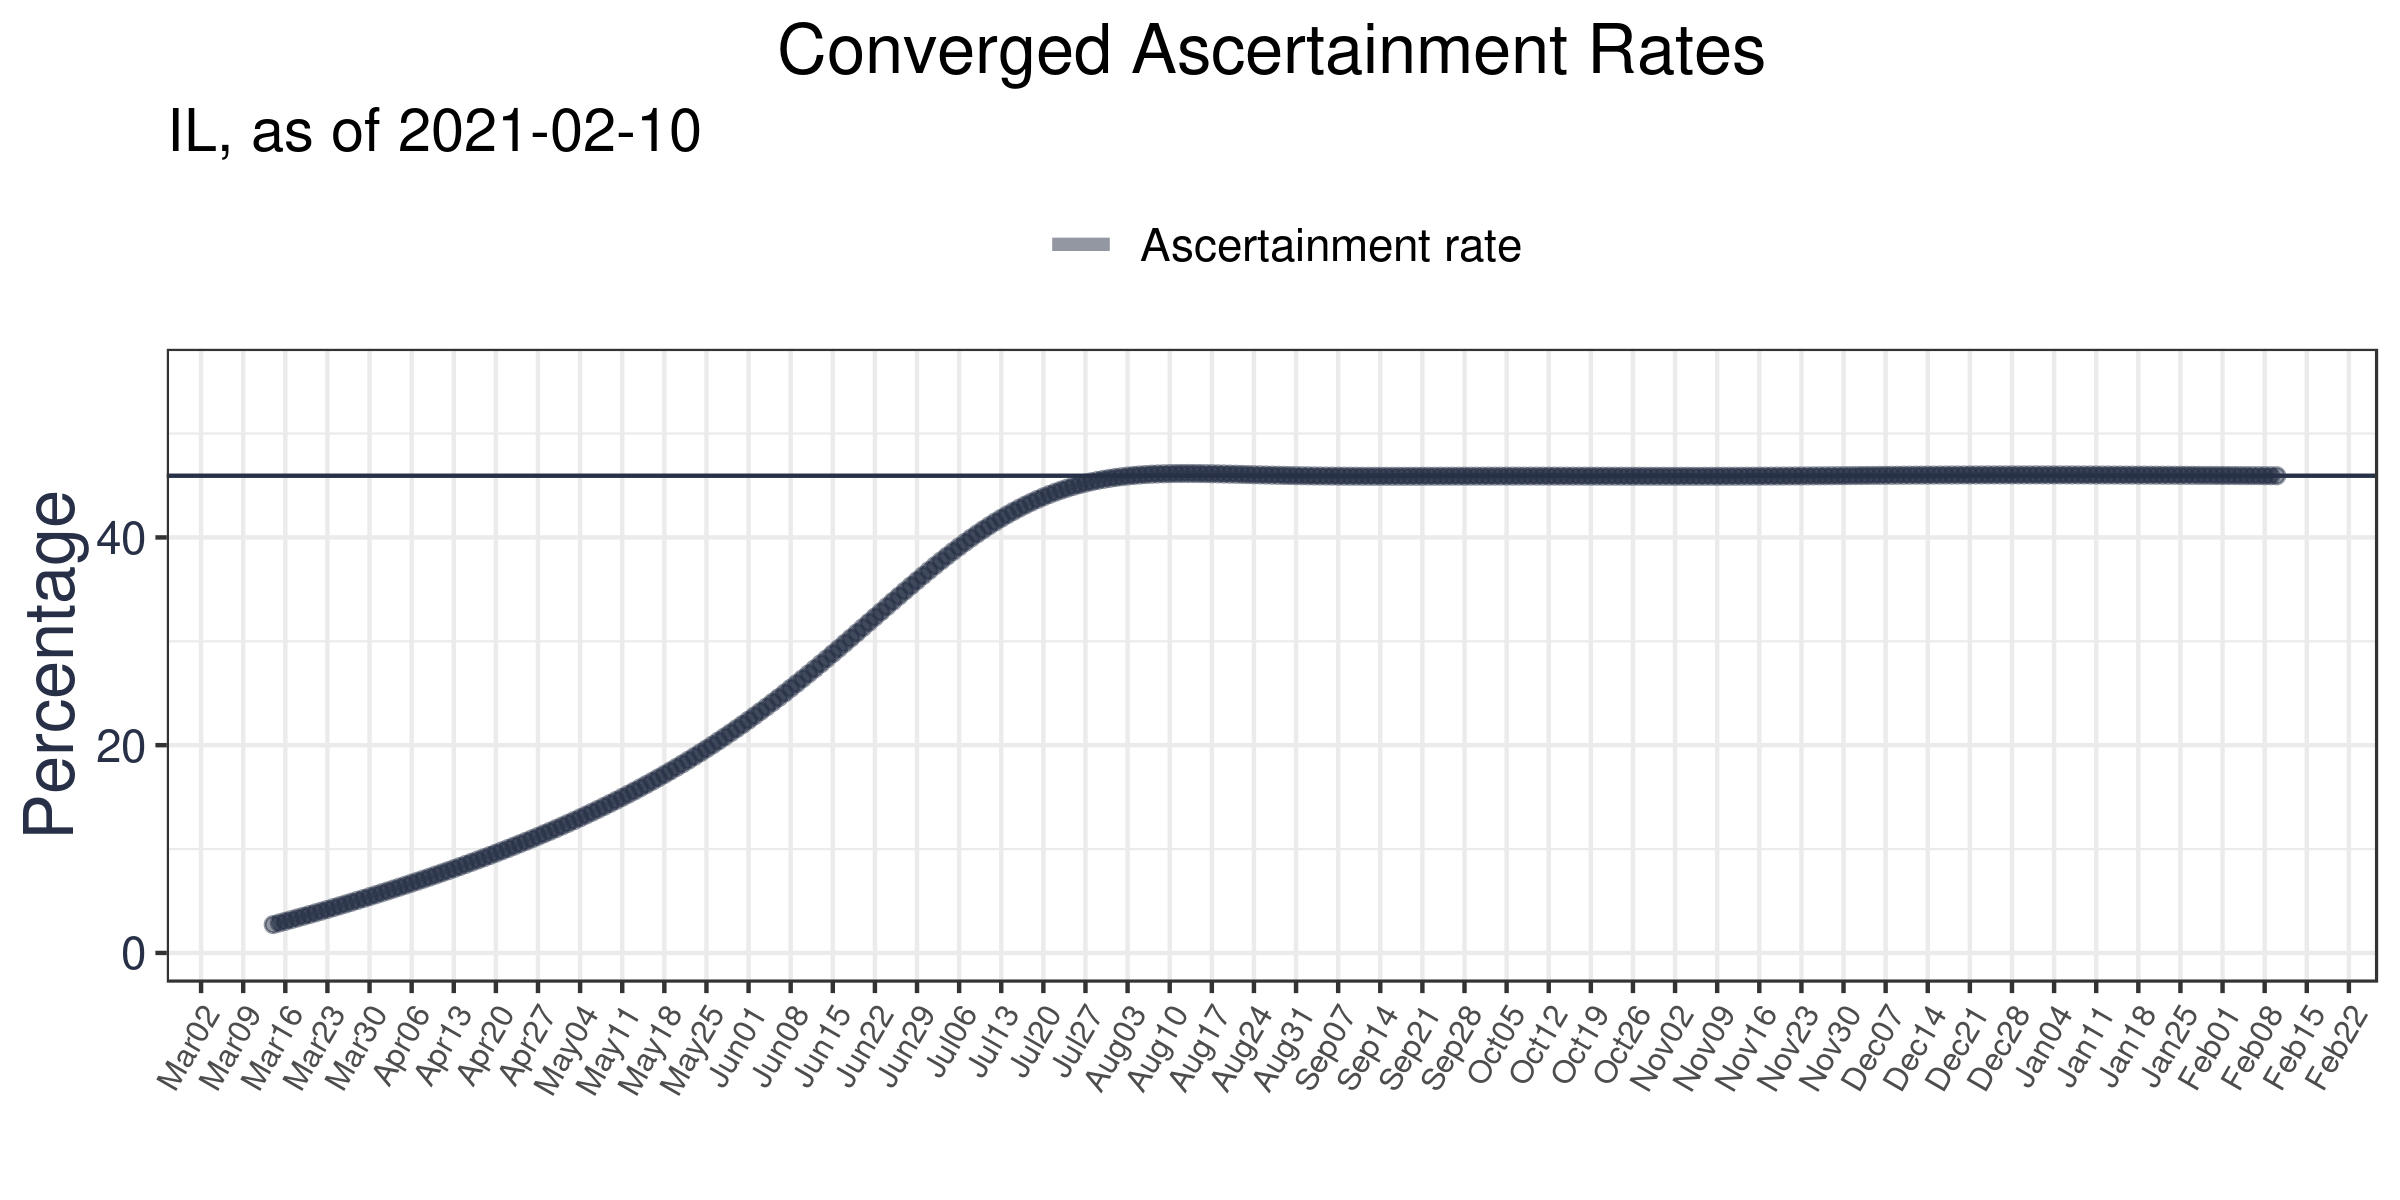 Converged Ascertainment Rates
IL, as of 2021-02-10
Ascertainment rate
Percentage
40
20
0
Mar02
Mar09
Mar16
Mar23
Mar30
Apr06
Apr13
Apr20
Apr27
May04
May11
May18
May25
Jun01
Jun08
Jun15
Jun22
Jun29
Jul06
Jul13
Jul20
Jul27
Aug03
Aug10
Aug17
Aug24
Aug31
Sep07
Sep14
Sep21
Sep28
Oct05
Oct12
Oct19
Oct26
Nov02
Nov09
Nov16
Nov23
Nov30
Dec07
Dec14
Dec21
Dec28
Jan04
Jan11
Jan18
Jan25
Feb01
Feb08
Feb15
Feb22